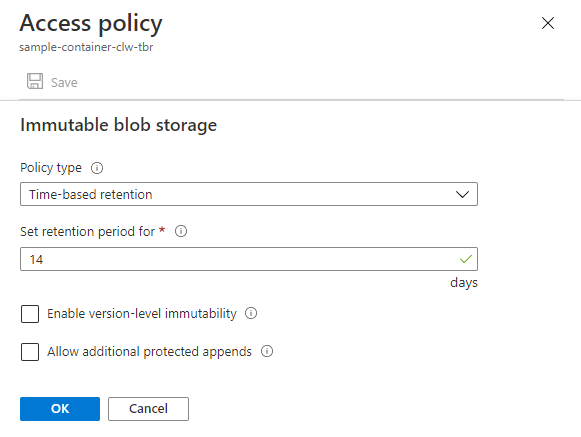 Access policy
sample-container-clw-tbr
Save
Immutable blob storage
Policy type
Time-based retention
Set retention period for *
14
days
Enable version-level immutability
Allow additional protected appends
OK Cancel